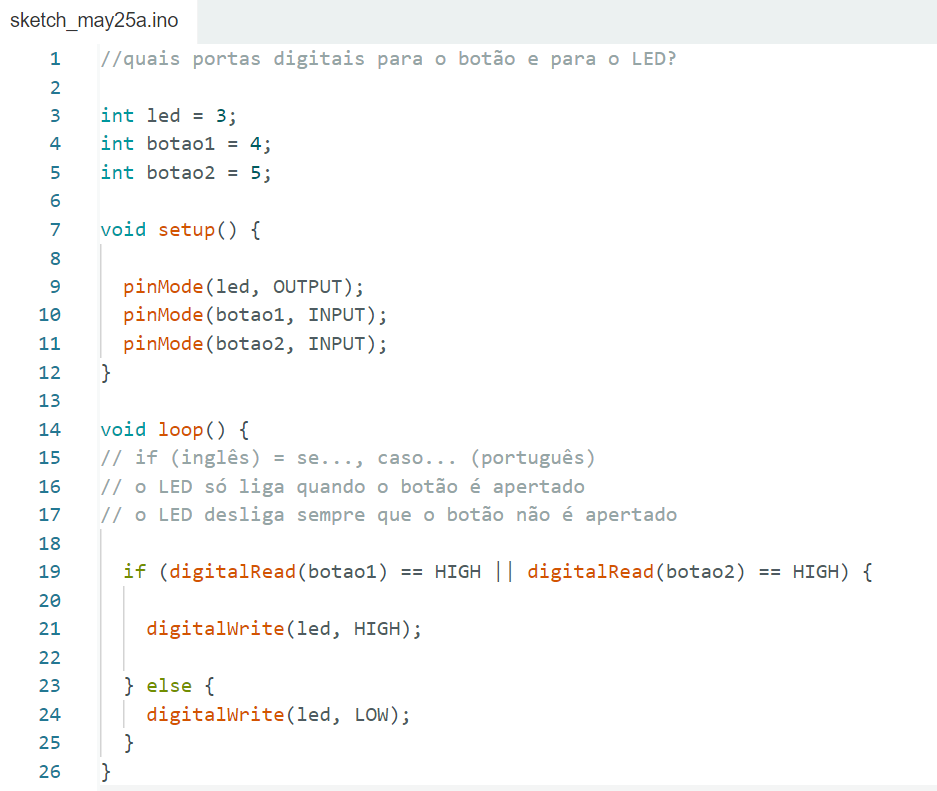 sketch_may25a.ino
1 //quais portas digitais para o botão e para o LED?
2
3 int led = 3;
4 int botao1 = 4;
5 int botao2 = 5;
6
7 void setup() {
8
9 pinMode(led, OUTPUT);
10 pinMode(botao1, INPUT);
11 pinMode(botao2, INPUT);
12 }
13
14 void loop() {
15 // if (inglês) = se..., caso... (português)
16 // o LED só liga quando o botão é apertado
17 // o LED desliga sempre que o botão não é apertado
18
19 if (digitalRead(botao1) == HIGH || digitalRead(botao2) == HIGH) {
20
21 digitalWrite(led, HIGH);
22
23 } else {
24 digitalWrite(led, LOW);
25 }
26 }